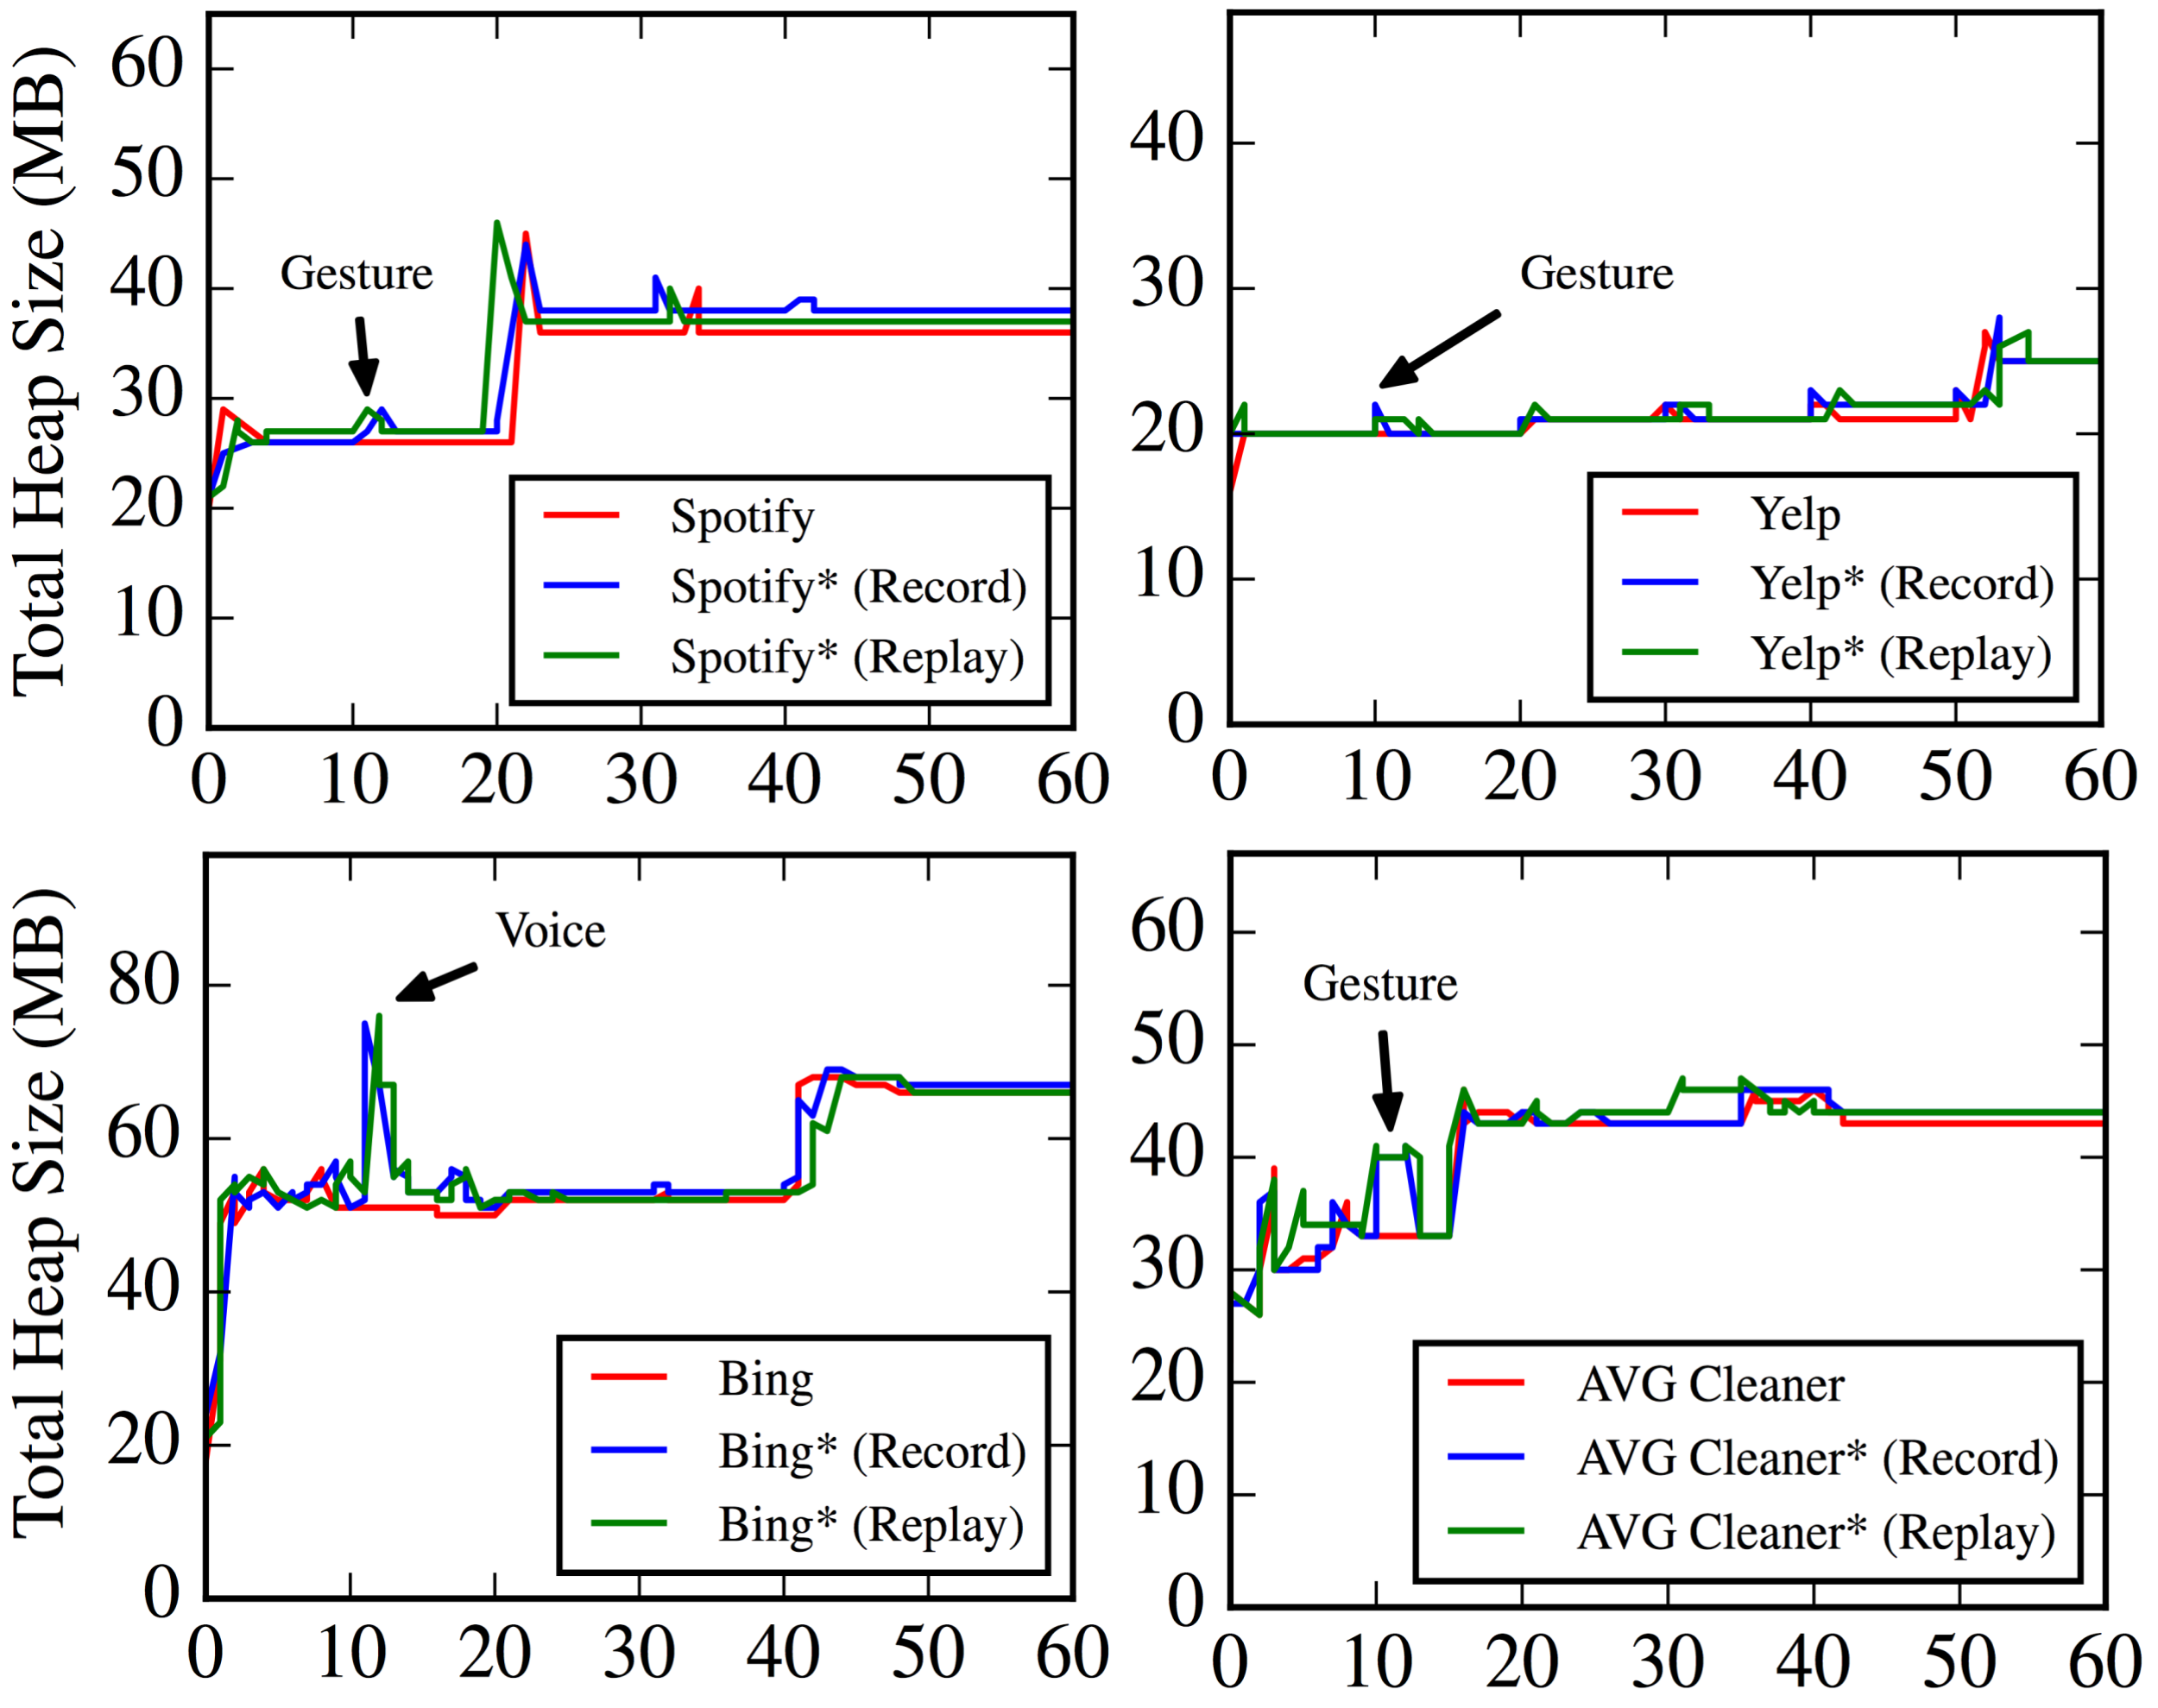 Total Heap Size (MB)
60
50
40
30
20
10
0
Gesture
Spotify
Spotify* (Record)
Spotify* (Replay)
0 10 20 30 40 50 60
40
30
20
10
0
Gesture
Yelp
Yelp* (Record)
Yelp* (Replay)
0 10 20 30 40 50 60
Total Heap Size (MB)
80
60
40
20
0
Voice
Bing
Bing* (Record)
Bing* (Replay)
0 10 20 30 40 50 60
60
50
40
30
20
10
0
Gesture
AVG Cleaner
AVG Cleaner* (Record)
AVG Cleaner* (Replay)
0 10 20 30 40 50 60